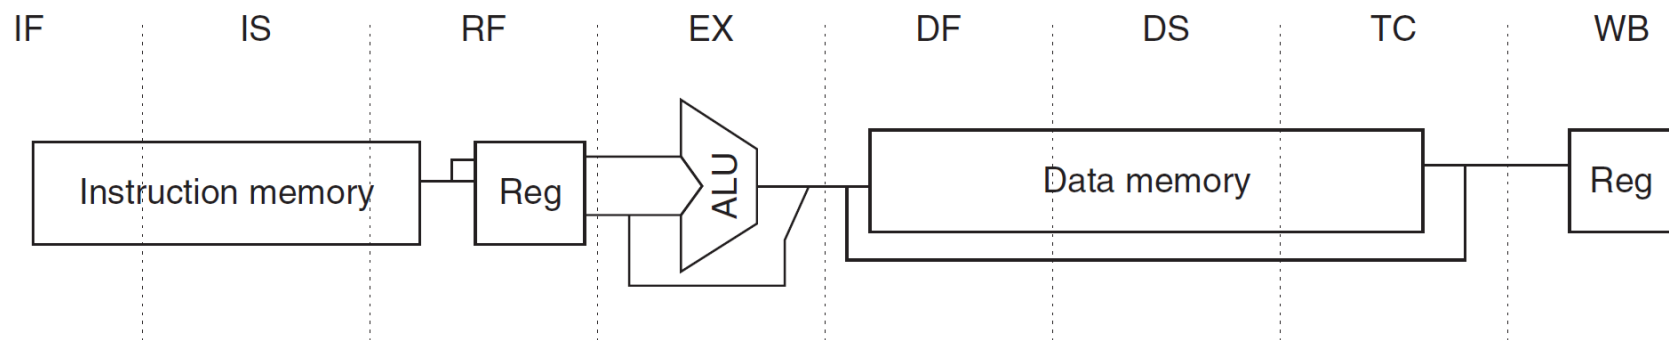 IF IS RF EX DF DS TC WB
Instruction memory Reg ALU Data memory Reg